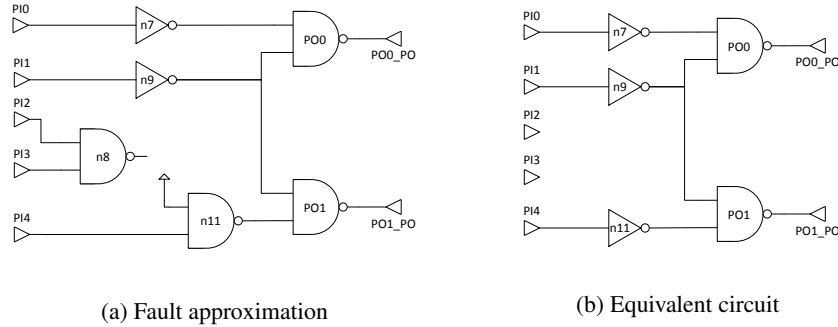 PI0
n7
PO0
PO0_PO
PI1
n9
PI2
n8
PI3
n11
PO1
PO1_PO
PI4
(a) Fault approximation
PI0
n7
PO0
PO0_PO
PI1
n9
PI2
PI3
PI4
n11
PO1
PO1_PO
(b) Equivalent circuit